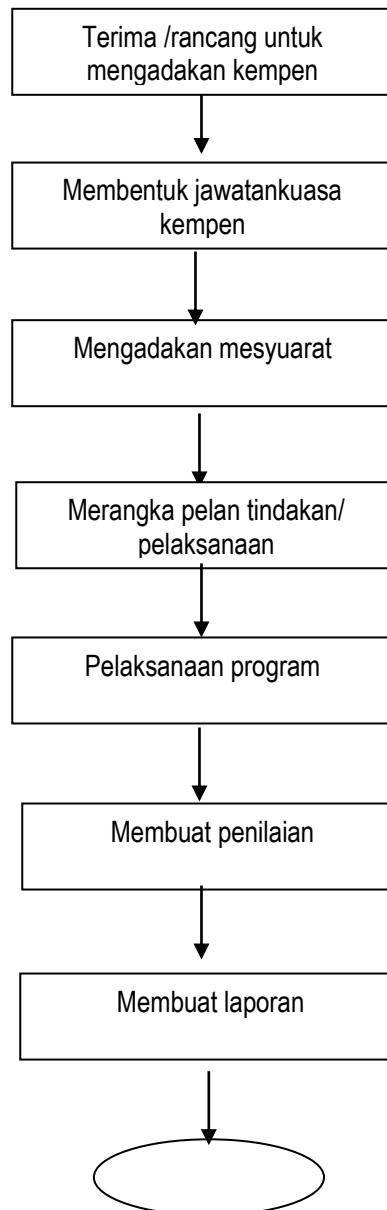 Terima /rancang untuk
mengadakan kempen
Membentuk jawatankuasa
kempen
Mengadakan mesyuarat
Merangka pelan tindakan/
pelaksanaan
Pelaksanaan program
Membuat penilaian
Membuat laporan